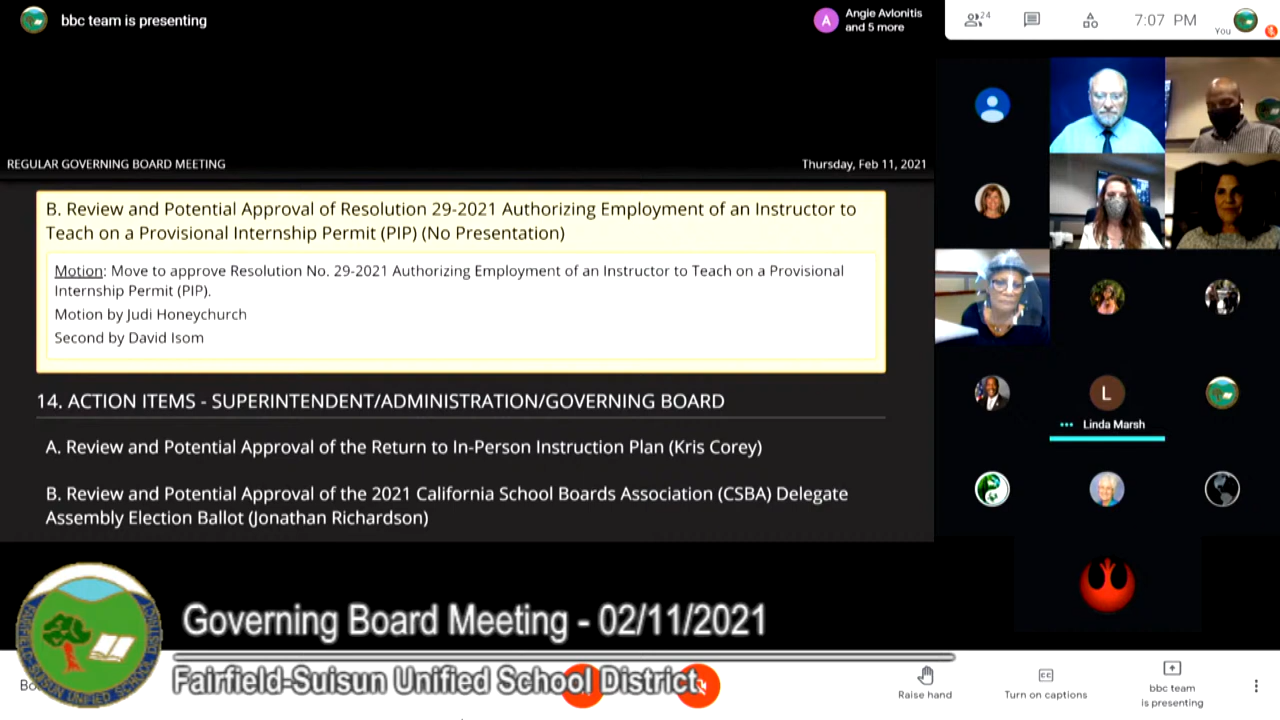 bbc team is presenting
A
Angie Avlonitis
and 5 more
24
7:07 PM
You
REGULAR GOVERNING BOARD MEETING
Thursday, Feb 11, 2021
B. Review and Potential Approval of Resolution 29-2021 Authorizing Employment of an Instructor to
Teach on a Provisional Internship Permit (PIP) (No Presentation)
Motion: Move to approve Resolution No. 29-2021 Authorizing Employment of an Instructor to Teach on a Provisional
Internship Permit (PIP).
Motion by Judi Honeychurch
Second by David Isom
14. ACTION ITEMS - SUPERINTENDENT/ADMINISTRATION/GOVERNING BOARD
A. Review and Potential Approval of the Return to In-Person Instruction Plan (Kris Corey)
B. Review and Potential Approval of the 2021 California School Boards Association (CSBA) Delegate
Assembly Election Ballot (Jonathan Richardson)
L
Linda Marsh
Governing Board Meeting - 02/11/2021
Fairfield-Suisun Unified School District
FAIRFIELD-SUISUN UNIFIED SCHOOL DISTRICT
Raise hand
CC
Turn on captions
bbc team
is presenting